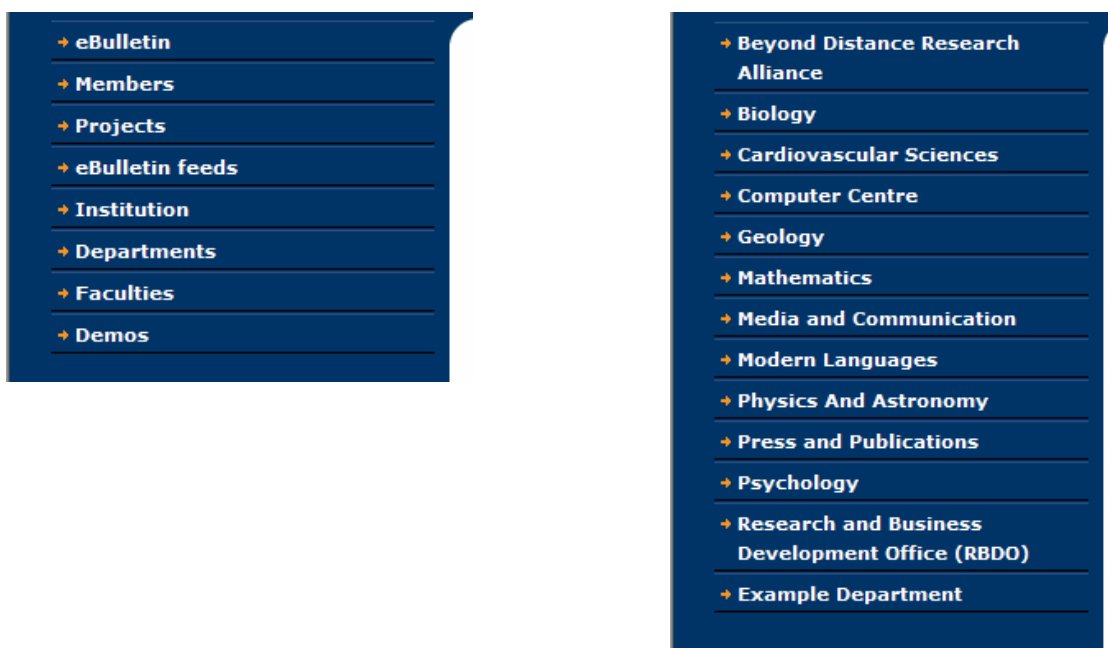 eBulletin
Members
Projects
eBulletin feeds
Institution
Departments
Faculties
Demos
Beyond Distance Research
Alliance
Biology
Cardiovascular Sciences
Computer Centre
Geology
Mathematics
Media and Communication
Modern Languages
Physics And Astronomy
Press and Publications
Psychology
Research and Business
Development Office (RBDO)
Example Department